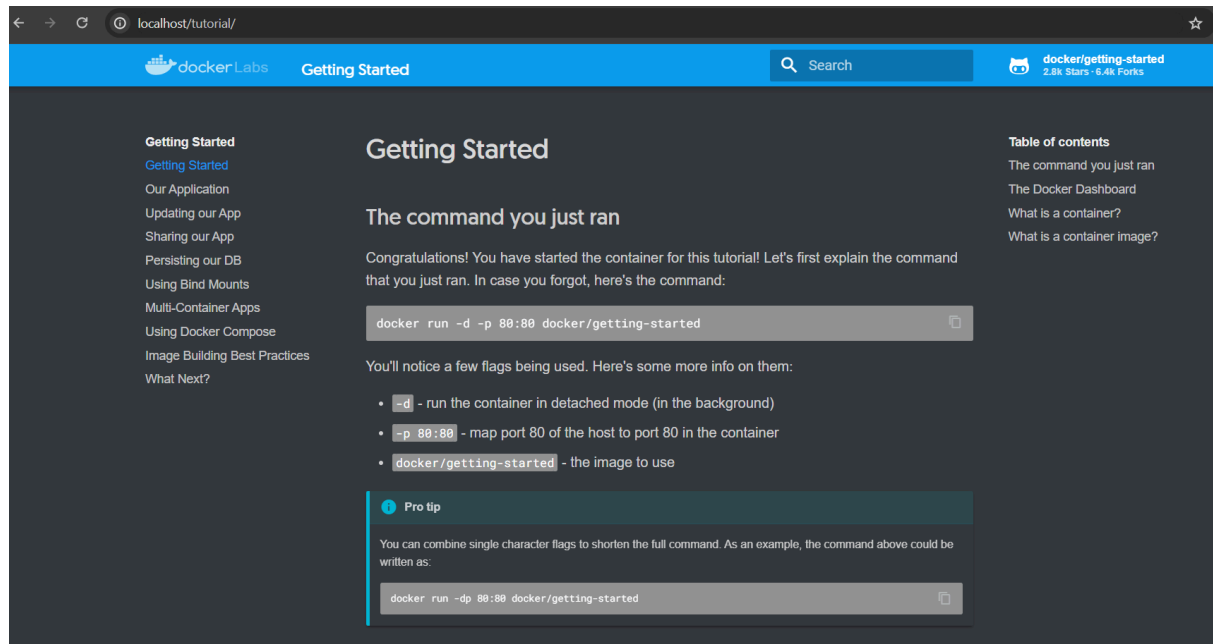 localhost/tutorial/
dockerLabs
Getting Started
Search
docker/getting-started
2.8k Stars · 6.4k Forks
Getting Started
Getting Started
Our Application
Updating our App
Sharing our App
Persisting our DB
Using Bind Mounts
Multi-Container Apps
Using Docker Compose
Image Building Best Practices
What Next?
Getting Started
The command you just ran
Congratulations! You have started the container for this tutorial! Let's first explain the command
that you just ran. In case you forgot, here's the command:
docker run -d -p 80:80 docker/getting-started
You'll notice a few flags being used. Here's some more info on them:
• -d - run the container in detached mode (in the background)
• -p 80:80 - map port 80 of the host to port 80 in the container
• docker/getting-started - the image to use
Pro tip
You can combine single character flags to shorten the full command. As an example, the command above could be
written as:
docker run -dp 80:80 docker/getting-started
Table of contents
The command you just ran
The Docker Dashboard
What is a container?
What is a container image?